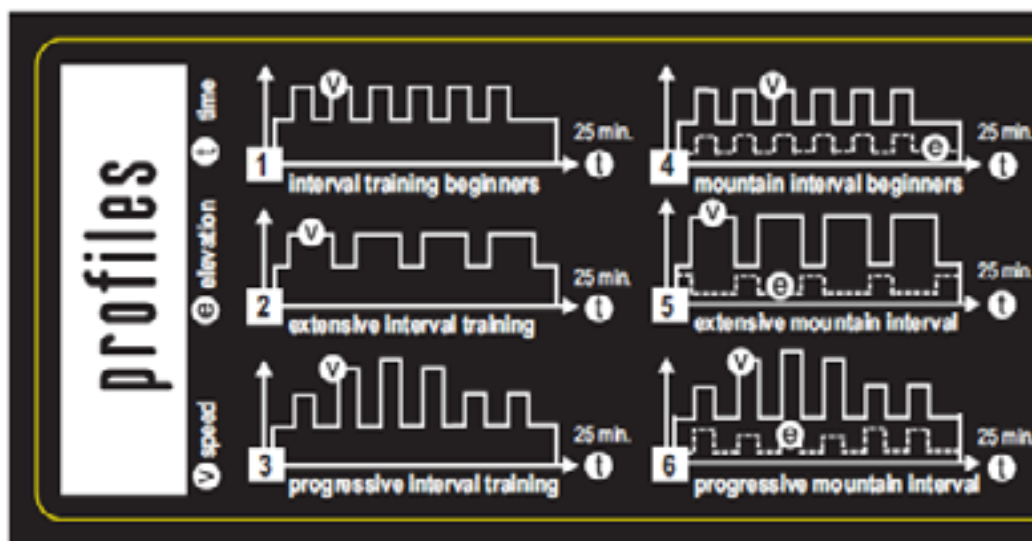 profiles
v speed
e elevation
t time
v
25 min.
t
1
interval training beginners
v
25 min.
t
2
extensive interval training
v
25 min.
t
3
progressive interval training
v
e
25 min.
t
4
mountain interval beginners
v
e
25 min.
t
5
extensive mountain interval
v
e
25 min.
t
6
progressive mountain interval